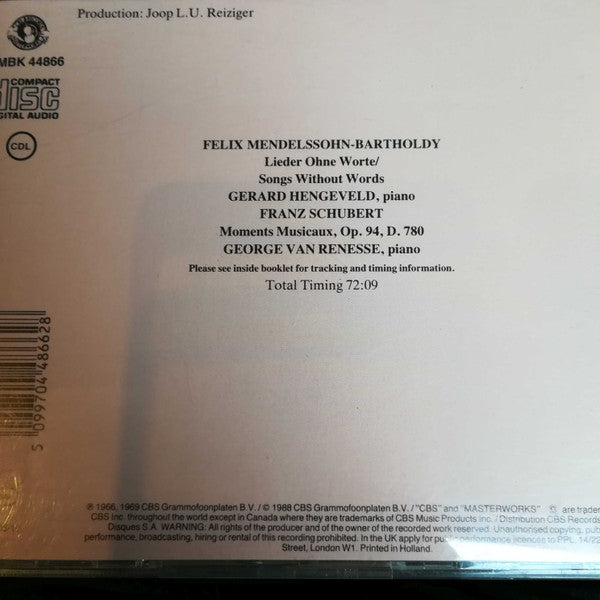 Production: Joop L.U. Reiziger
MBK 44866
COMPACT
disc
DIGITAL AUDIO
CDL
FELIX MENDELSSOHN-BARTHOLDY
Lieder Ohne Worte/
Songs Without Words
GERARD HENGEVELD, piano
FRANZ SCHUBERT
Moments Musicaux, Op. 94, D. 780
GEORGE VAN RENESSE, piano
Please see inside booklet for tracking and timing information.
Total Timing 72:09
5 099704 486628
℗ 1966, 1969 CBS Grammofoonplaten B.V. / © 1988 CBS Grammofoonplaten B.V. / "CBS" and "MASTERWORKS" are tradem
CBS Inc. throughout the world except in Canada where they are trademarks of CBS Music Products Inc. / Distribution CBS Records
Disques S.A. WARNING: All rights of the producer and of the owner of the recorded work reserved. Unauthorised copying, pub
performance, broadcasting, hiring or rental of this recording prohibited. In the UK apply for public performance licences to PPL, 14/22
Street, London W1. Printed in Holland.